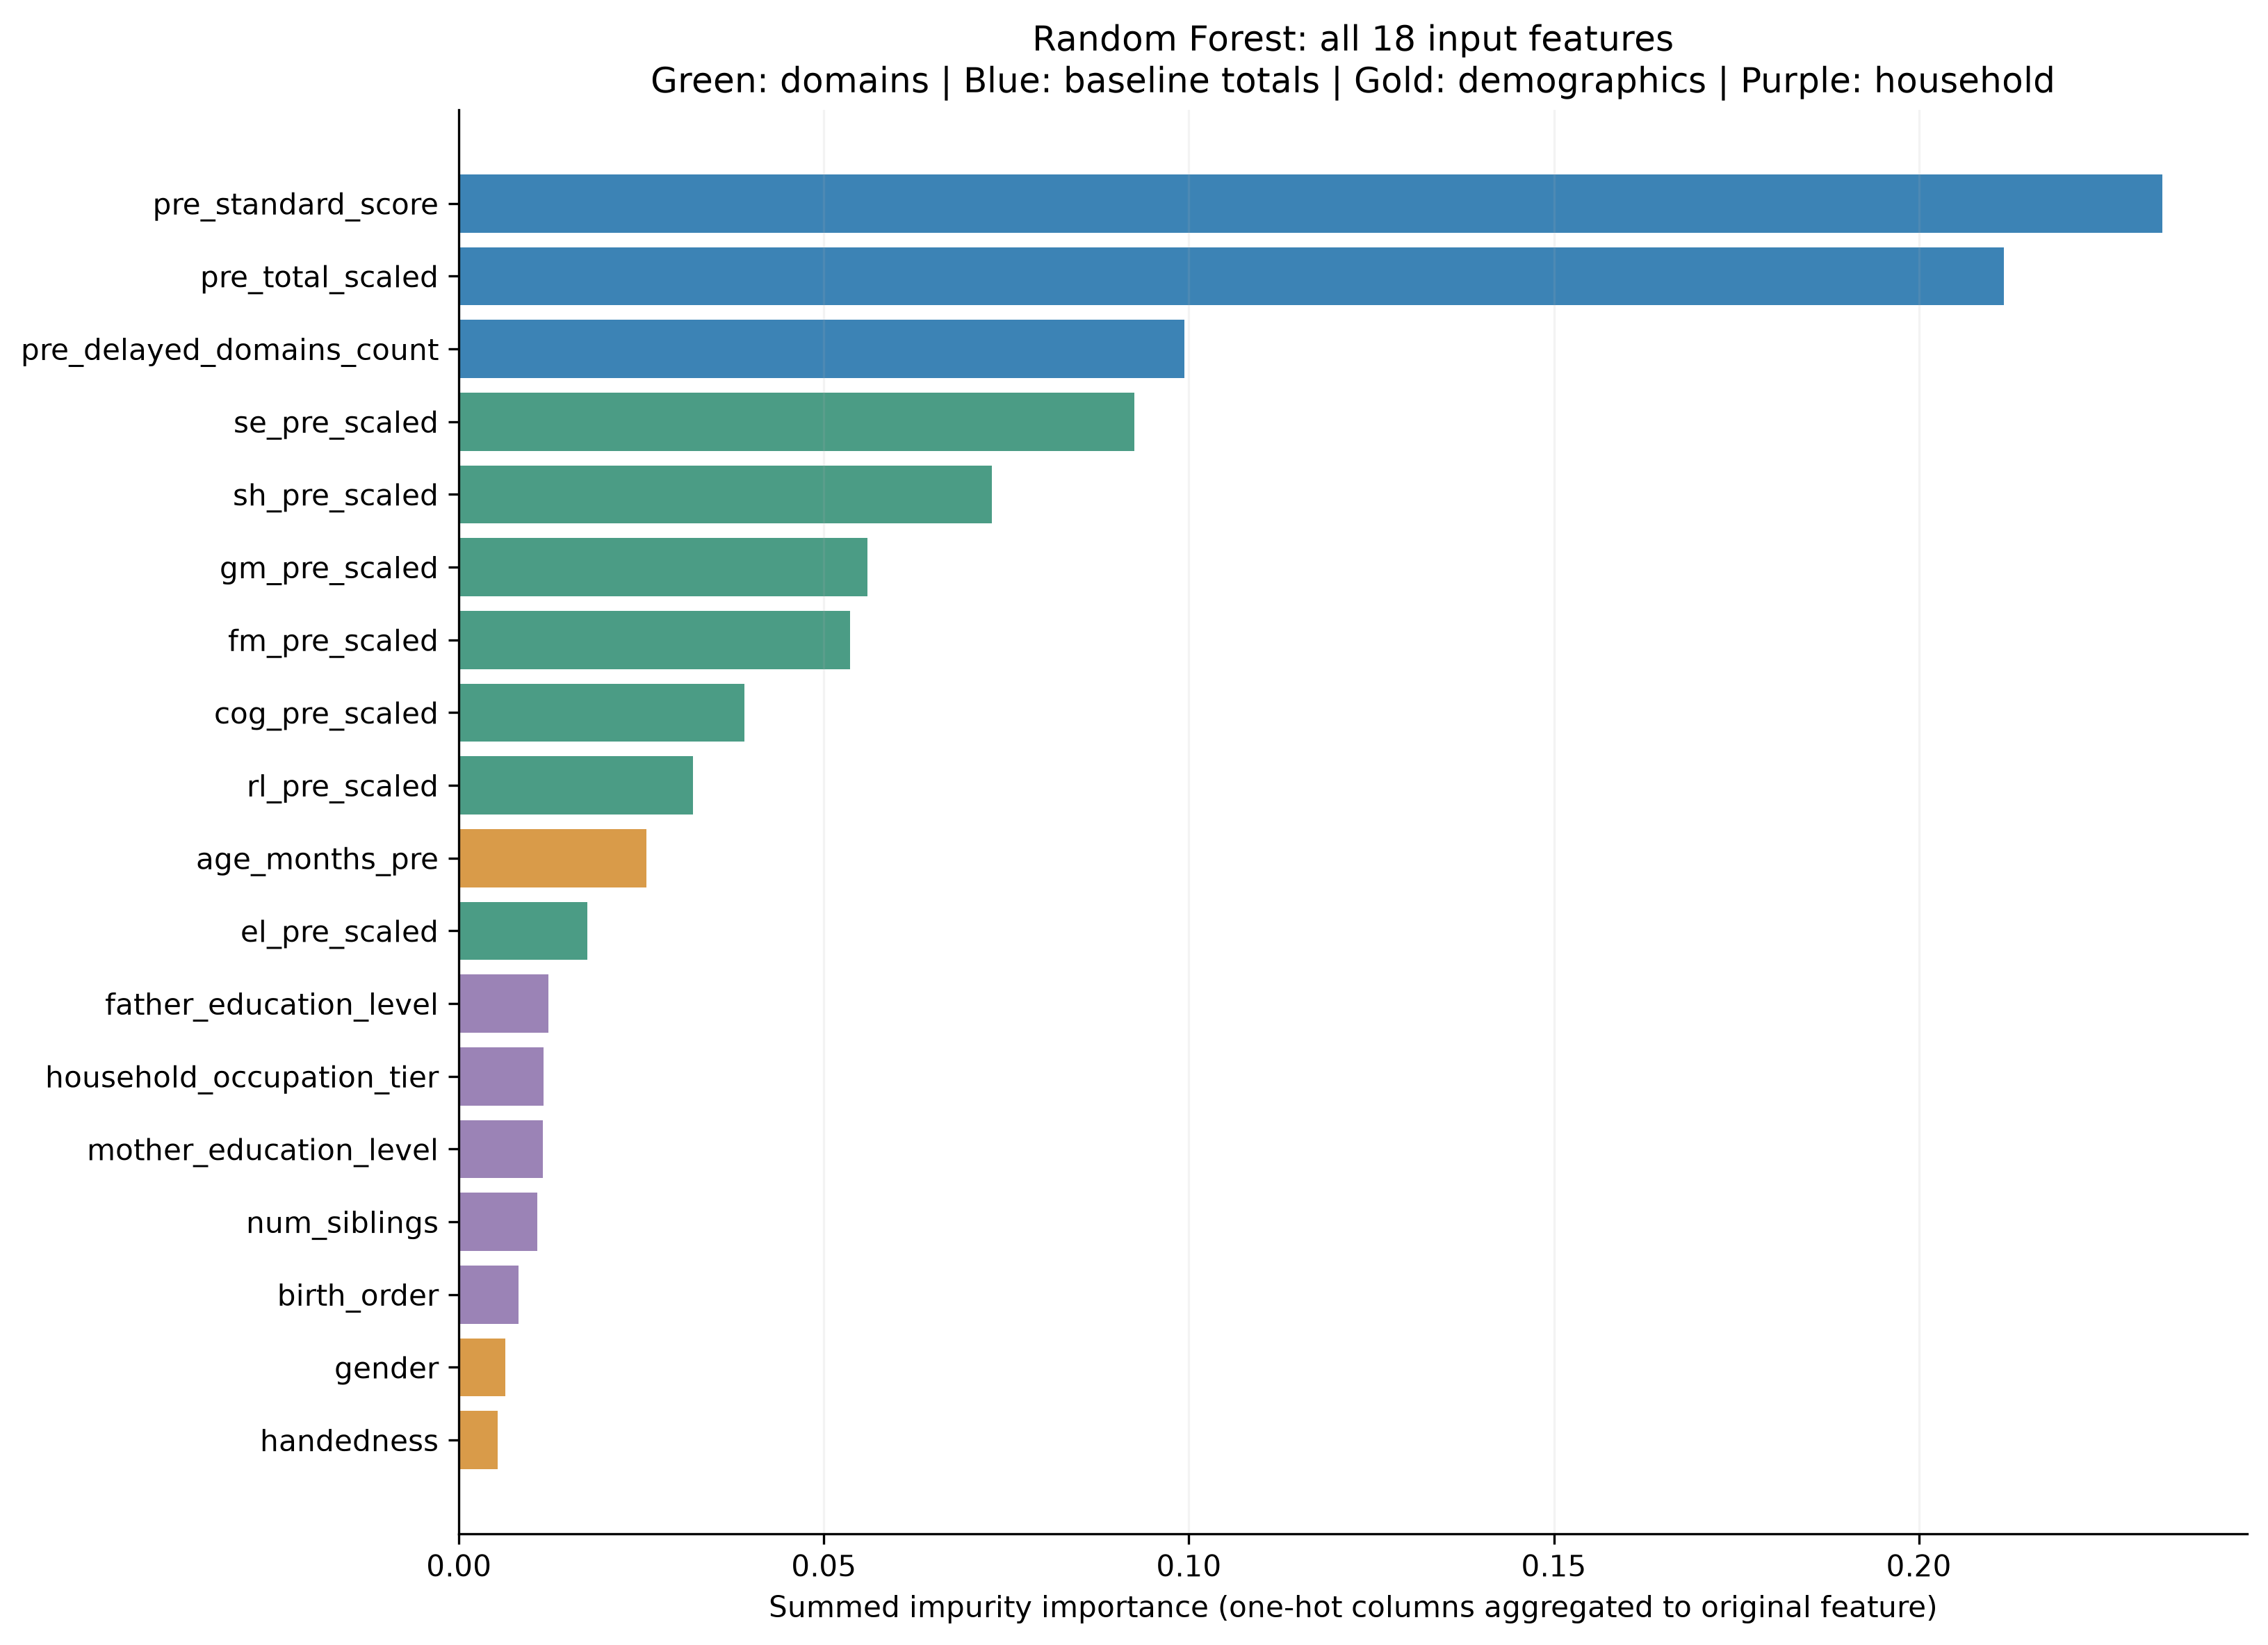 Random Forest: all 18 input features
Green: domains | Blue: baseline totals | Gold: demographics | Purple: household
pre_standard_score
pre_total_scaled
pre_delayed_domains_count
se_pre_scaled
sh_pre_scaled
gm_pre_scaled
fm_pre_scaled
cog_pre_scaled
rl_pre_scaled
age_months_pre
el_pre_scaled
father_education_level
household_occupation_tier
mother_education_level
num_siblings
birth_order
gender
handedness
0.00 0.05 0.10 0.15 0.20
Summed impurity importance (one-hot columns aggregated to original feature)